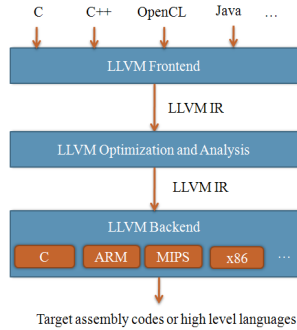 C C++ OpenCL Java ...
LLVM Frontend
LLVM IR
LLVM Optimization and Analysis
LLVM IR
LLVM Backend
C ARM MIPS x86 ...
Target assembly codes or high level languages